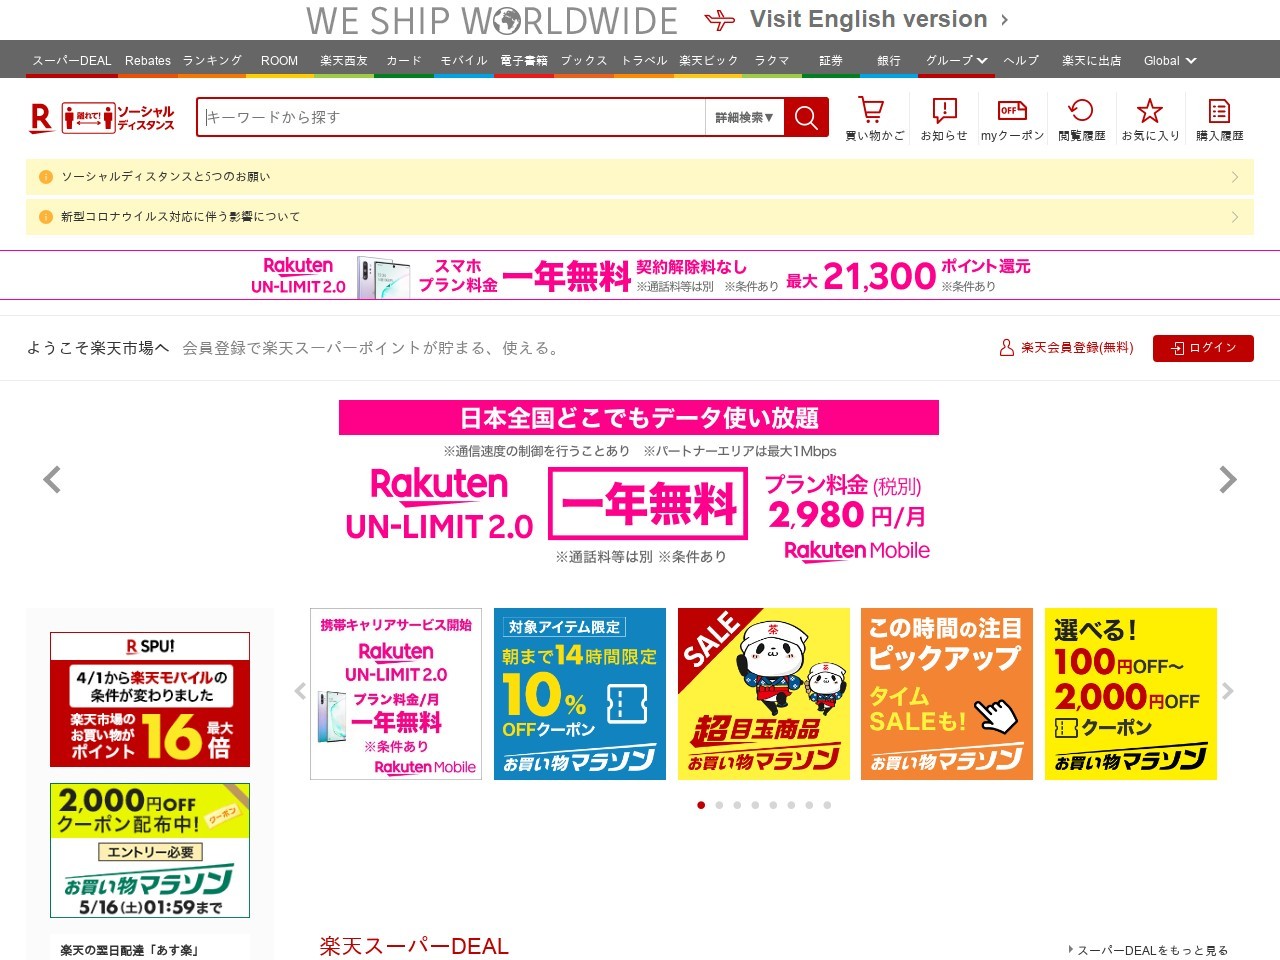 WE SHIP WORLDWIDE Visit English version
スーパーDEAL Rebates ランキング ROOM 楽天西友 カード モバイル 電子書籍 ブックス トラベル 楽天ビック ラクマ 証券 銀行 グループ ヘルプ 楽天に出店 Global
R 離れて! ソーシャル
ディスタンス
キーワードから探す 詳細検索▼
OFF
買い物かご お知らせ myクーポン 閲覧履歴 お気に入り 購入履歴
ソーシャルディスタンスと5つのお願い
新型コロナウイルス対応に伴う影響について
Rakuten
UN-LIMIT 2.0
スマホ
プラン料金
一年無料
契約解除料なし
※通話料等は別 ※条件あり
最大 21,300 ポイント還元
※条件あり
ようこそ楽天市場へ 会員登録で楽天スーパーポイントが貯まる、使える。 楽天会員登録(無料) ログイン
日本全国どこでもデータ使い放題
※通信速度の制御を行うことあり ※パートナーエリアは最大1Mbps
Rakuten
UN-LIMIT 2.0
一年無料
プラン料金 (税別)
2,980 円/月
※通話料等は別 ※条件あり
Rakuten Mobile
R SPU!
4/1から楽天モバイルの
条件が変わりました
楽天市場の
お買い物が
ポイント
16 最大
倍
2,000円OFF
クーポン配布中!
クーポン
エントリー必要
お買い物マラソン
5/16(土)01:59まで
楽天の翌日配達「あす楽」
携帯キャリアサービス開始
Rakuten
UN-LIMIT 2.0
プラン料金/月
一年無料
※条件あり
Rakuten Mobile
対象アイテム限定
朝まで14時間限定
10%
OFFクーポン
お買い物マラソン
SALE
茶
超目玉商品
お買い物マラソン
この時間の注目
ピックアップ
タイム
SALEも!
お買い物マラソン
選べる!
100円OFF～
2,000円OFF
クーポン
お買い物マラソン
楽天スーパーDEAL
スーパーDEALをもっと見る